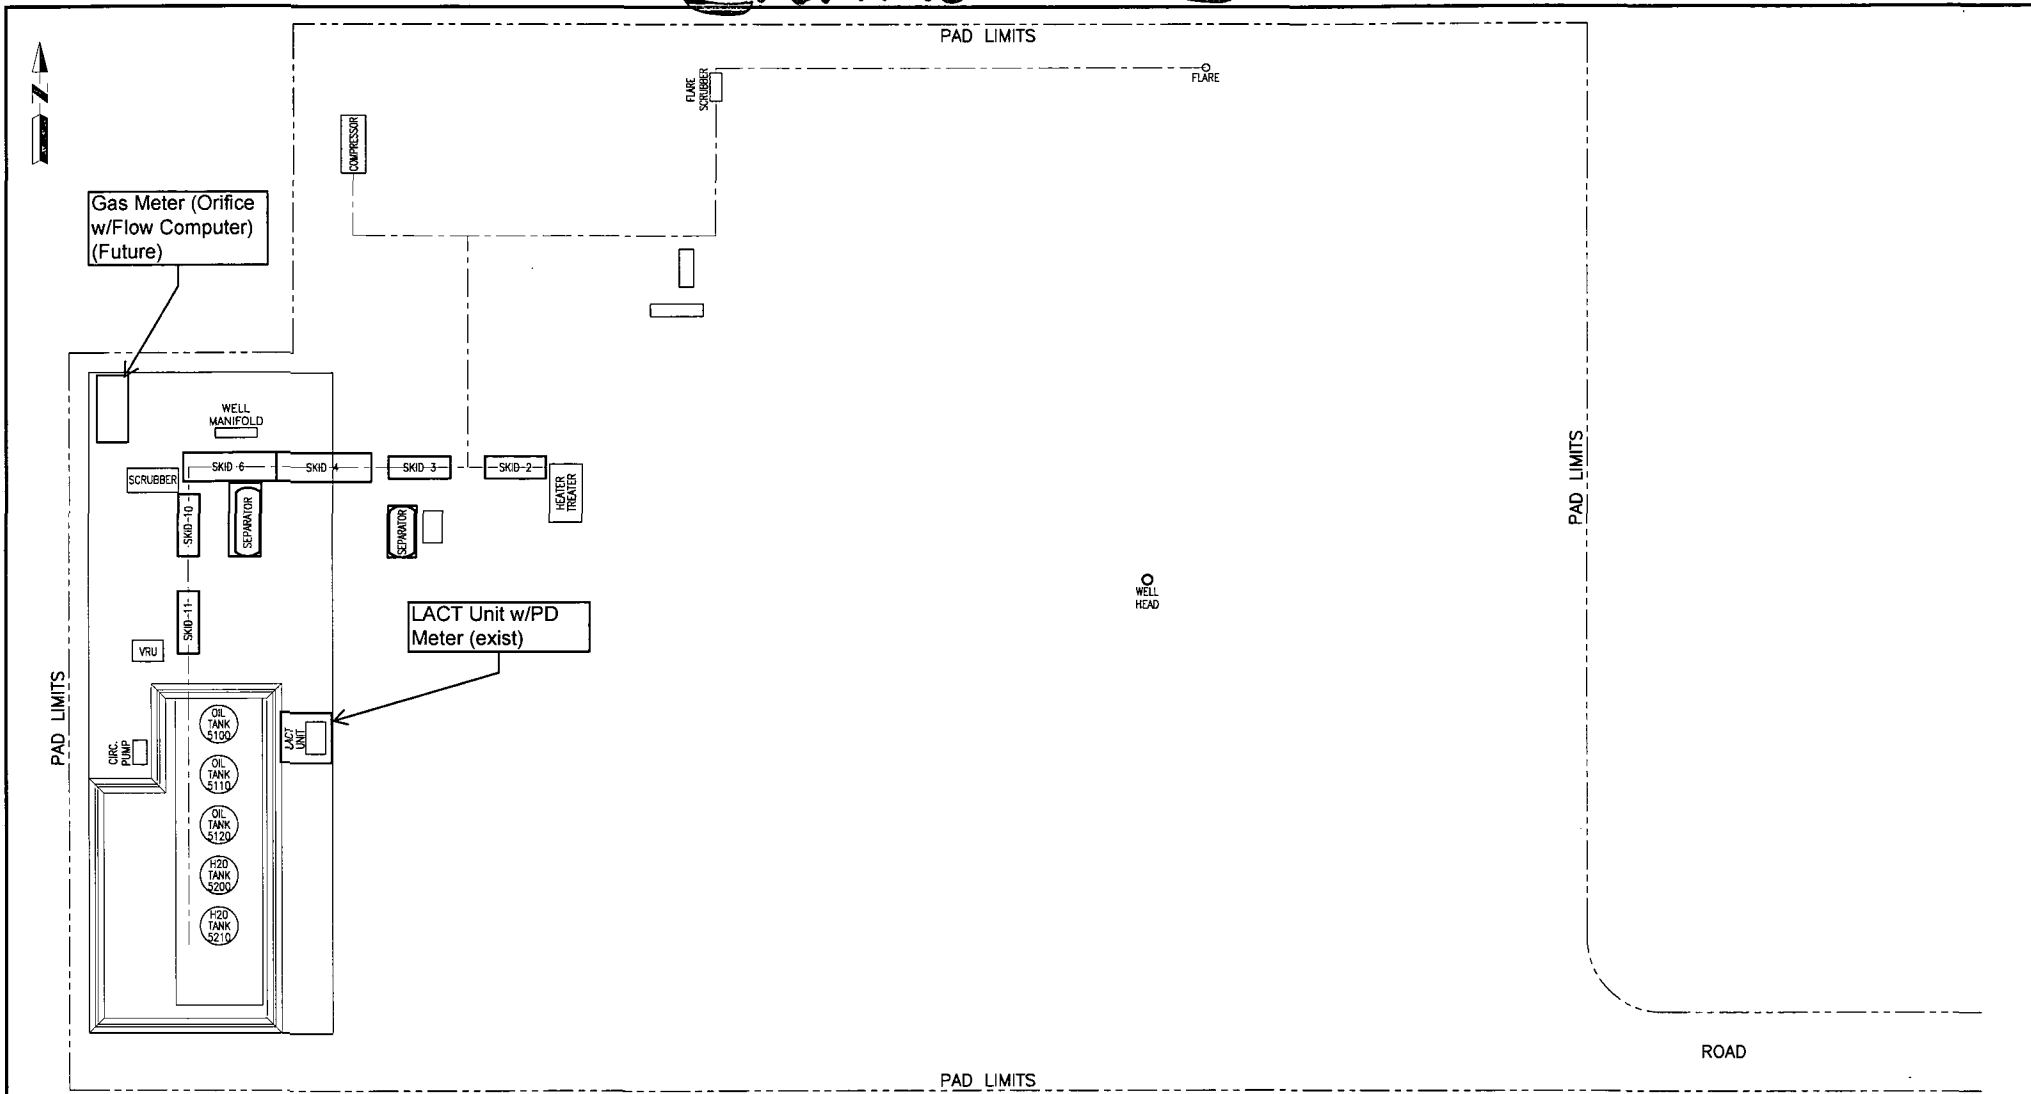 PAD LIMITS
FLARE
SCRUBBER
FLARE
COMPRESSOR
Gas Meter (Orifice
w/Flow Computer)
(Future)
WELL
MANIFOLD
SKID-6
SKID-4
SKID-3
SKID-2
SCRUBBER
HEATER
TREATER
SKID-10
SEPARATOR
SEPARATOR
PAD LIMITS
WELL
HEAD
SKID-11
LACT Unit w/PD
Meter (exist)
VRU
PAD LIMITS
OIL
TANK
5100
LACT
UNIT
CIRC.
PUMP
OIL
TANK
5110
OIL
TANK
5120
H20
TANK
5200
H20
TANK
5210
ROAD
PAD LIMITS